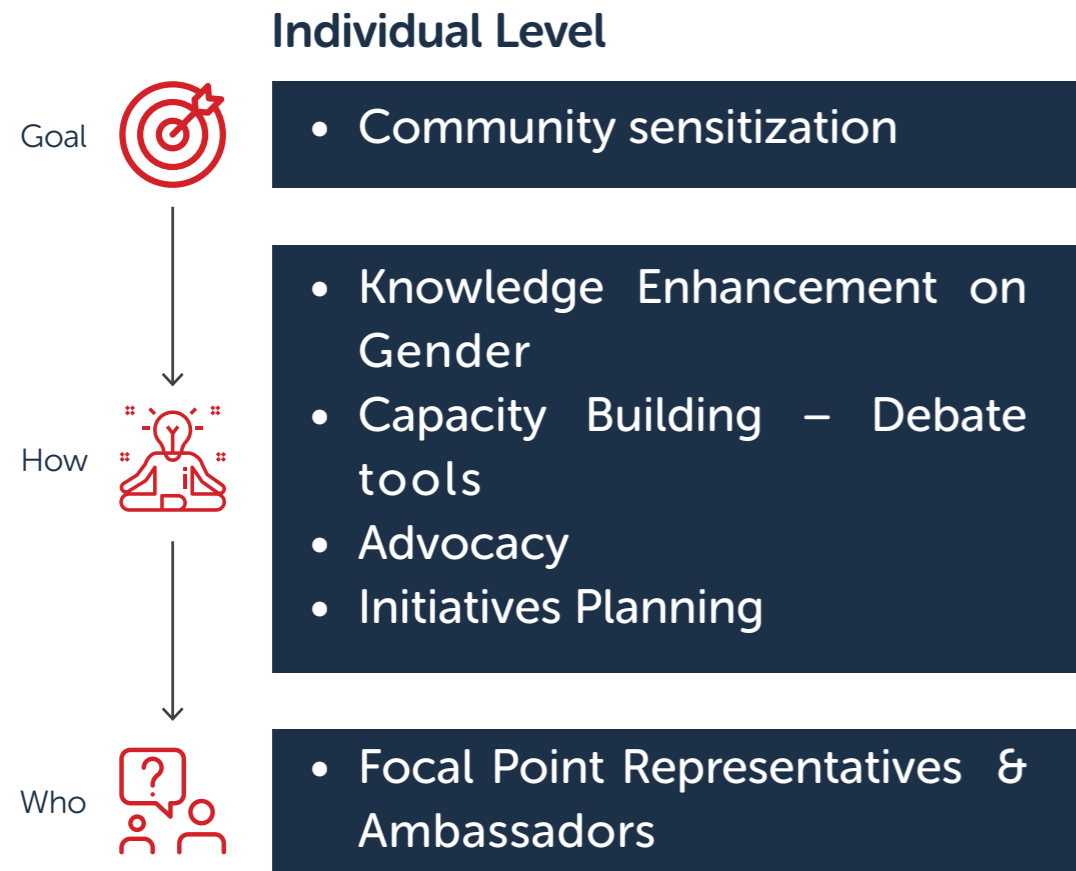 Individual Level
Goal
• Community sensitization
How
• Knowledge Enhancement on
Gender
• Capacity Building – Debate
tools
• Advocacy
• Initiatives Planning
Who
• Focal Point Representatives &
Ambassadors